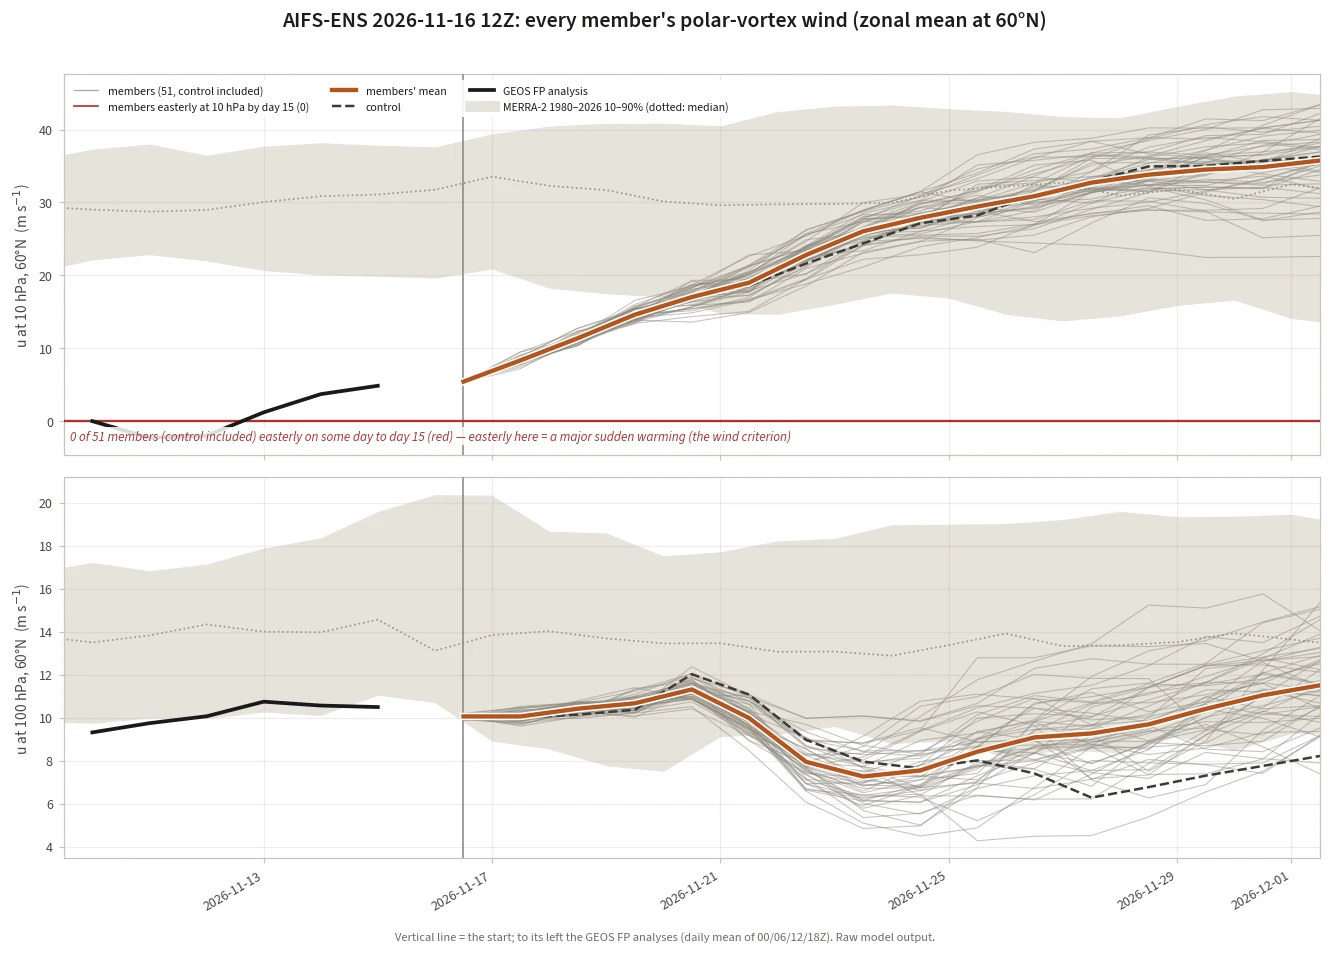 AIFS-ENS 2026-11-16 12Z: every member's polar-vortex wind (zonal mean at 60°N)
members (51, control included)
members easterly at 10 hPa by day 15 (0)
members' mean
control
GEOS FP analysis
MERRA-2 1980–2026 10–90% (dotted: median)
u at 10 hPa, 60°N (m s⁻¹)
40
30
20
10
0
0 of 51 members (control included) easterly on some day to day 15 (red) — easterly here = a major sudden warming (the wind criterion)
u at 100 hPa, 60°N (m s⁻¹)
20
18
16
14
12
10
8
6
4
2026-11-13
2026-11-17
2026-11-21
2026-11-25
2026-11-29
2026-12-01
Vertical line = the start; to its left the GEOS FP analyses (daily mean of 00/06/12/18Z). Raw model output.